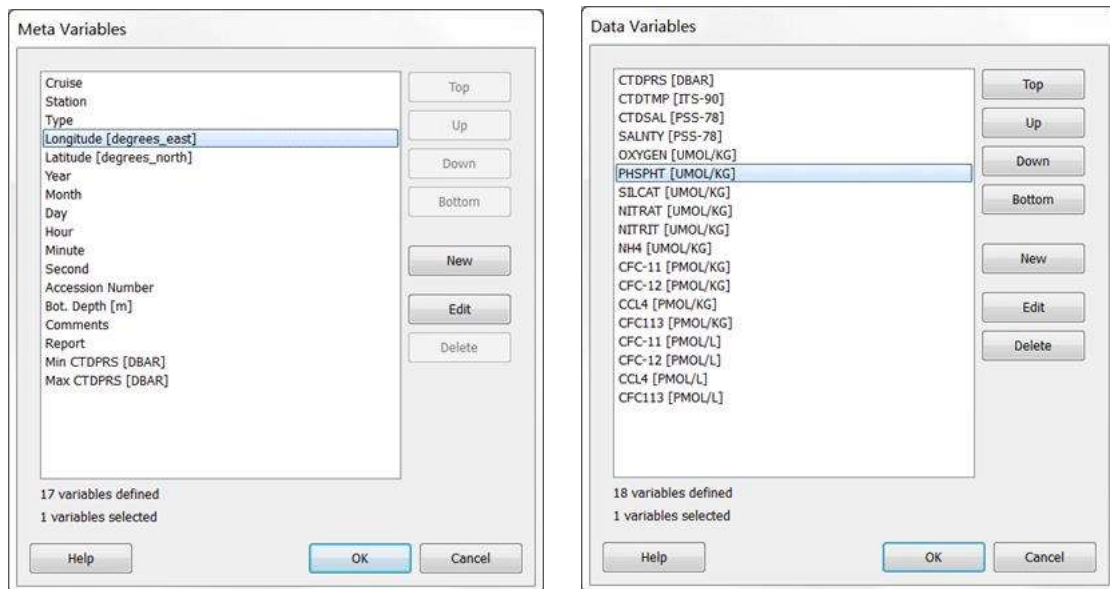 Meta Variables
Cruise
Station
Type
Longitude [degrees_east]
Latitude [degrees_north]
Year
Month
Day
Hour
Minute
Second
Accession Number
Bot. Depth [m]
Comments
Report
Min CTDPRS [DBAR]
Max CTDPRS [DBAR]
Top
Up
Down
Bottom
New
Edit
Delete
17 variables defined
1 variables selected
Help
OK
Cancel
Data Variables
CTDPRS [DBAR]
CTDTMP [ITS-90]
CTDSAL [PSS-78]
SALNTY [PSS-78]
OXYGEN [UMOL/KG]
PHSPHT [UMOL/KG]
SILCAT [UMOL/KG]
NITRAT [UMOL/KG]
NITRIT [UMOL/KG]
NH4 [UMOL/KG]
CFC-11 [PMOL/KG]
CFC-12 [PMOL/KG]
CCL4 [PMOL/KG]
CFC113 [PMOL/KG]
CFC-11 [PMOL/L]
CFC-12 [PMOL/L]
CCL4 [PMOL/L]
CFC113 [PMOL/L]
Top
Up
Down
Bottom
New
Edit
Delete
18 variables defined
1 variables selected
Help
OK
Cancel